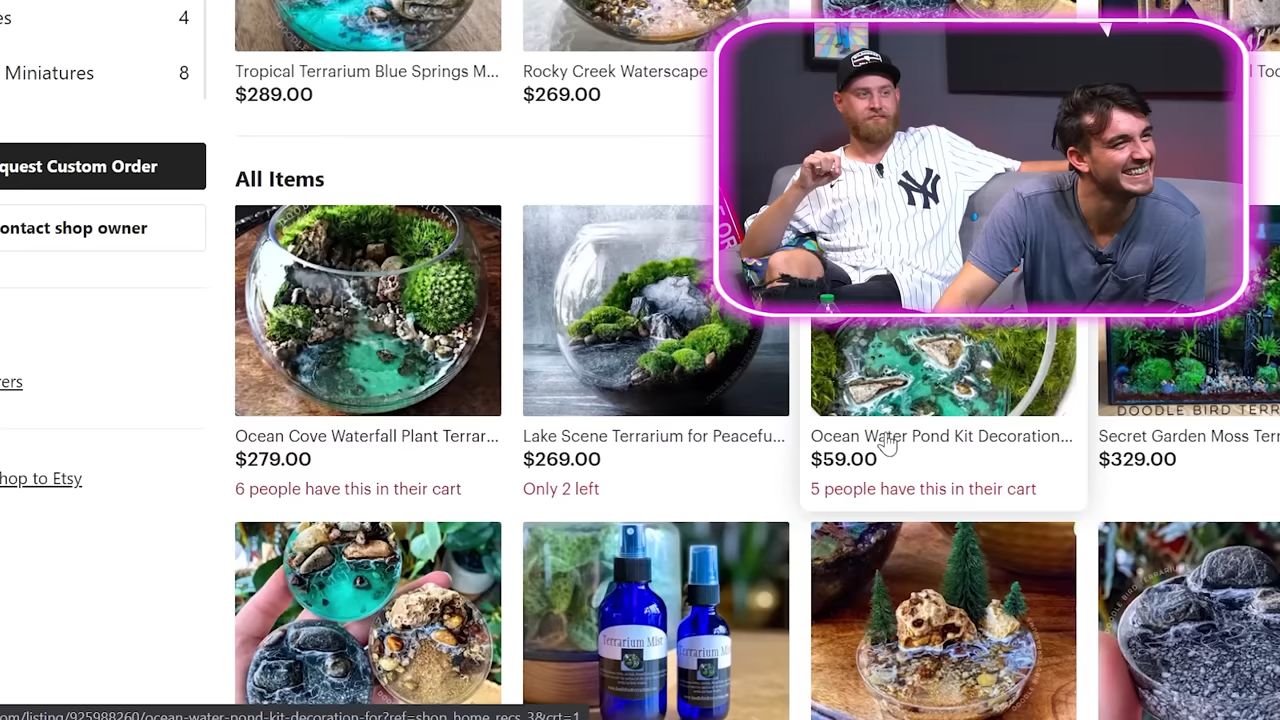 es 4
Miniatures 8
quest Custom Order
ontact shop owner
rers
hop to Etsy
Tropical Terrarium Blue Springs M...
$289.00
Rocky Creek Waterscape
$269.00
All Items
Ocean Cove Waterfall Plant Terrar...
$279.00
6 people have this in their cart
Lake Scene Terrarium for Peacefu...
$269.00
Only 2 left
Ocean Water Pond Kit Decoration...
$59.00
5 people have this in their cart
DOODLE BIRD TERR
Secret Garden Moss Terr
$329.00
Terrarium Mist
Terrarium Mist
om/listing/925988260/ocean-water-pond-kit-decoration-for?ref=shop_home_recs_3&crt=1